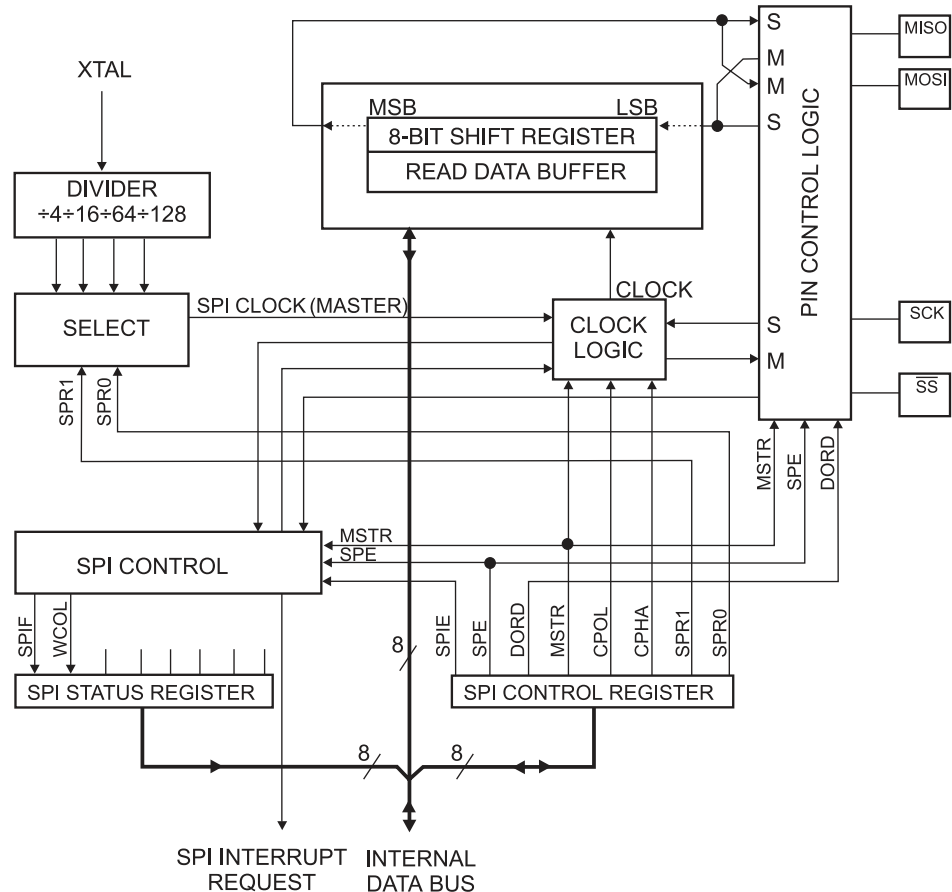 S
MISO
XTAL
M
MSB
LSB
M
MOSI
8-BIT SHIFT REGISTER
S
READ DATA BUFFER
DIVIDER
÷4÷16÷64÷128
PIN CONTROL LOGIC
SPI CLOCK (MASTER)
CLOCK
SELECT
CLOCK
LOGIC
S
SCK
M
SPR1
SPR0
SS
MSTR
SPE
DORD
MSTR
SPE
SPI CONTROL
SPIF
WCOL
SPIE
SPE
DORD
MSTR
CPOL
CPHA
SPR1
SPR0
8
SPI STATUS REGISTER
SPI CONTROL REGISTER
8
8
SPI INTERRUPT
REQUEST
INTERNAL
DATA BUS